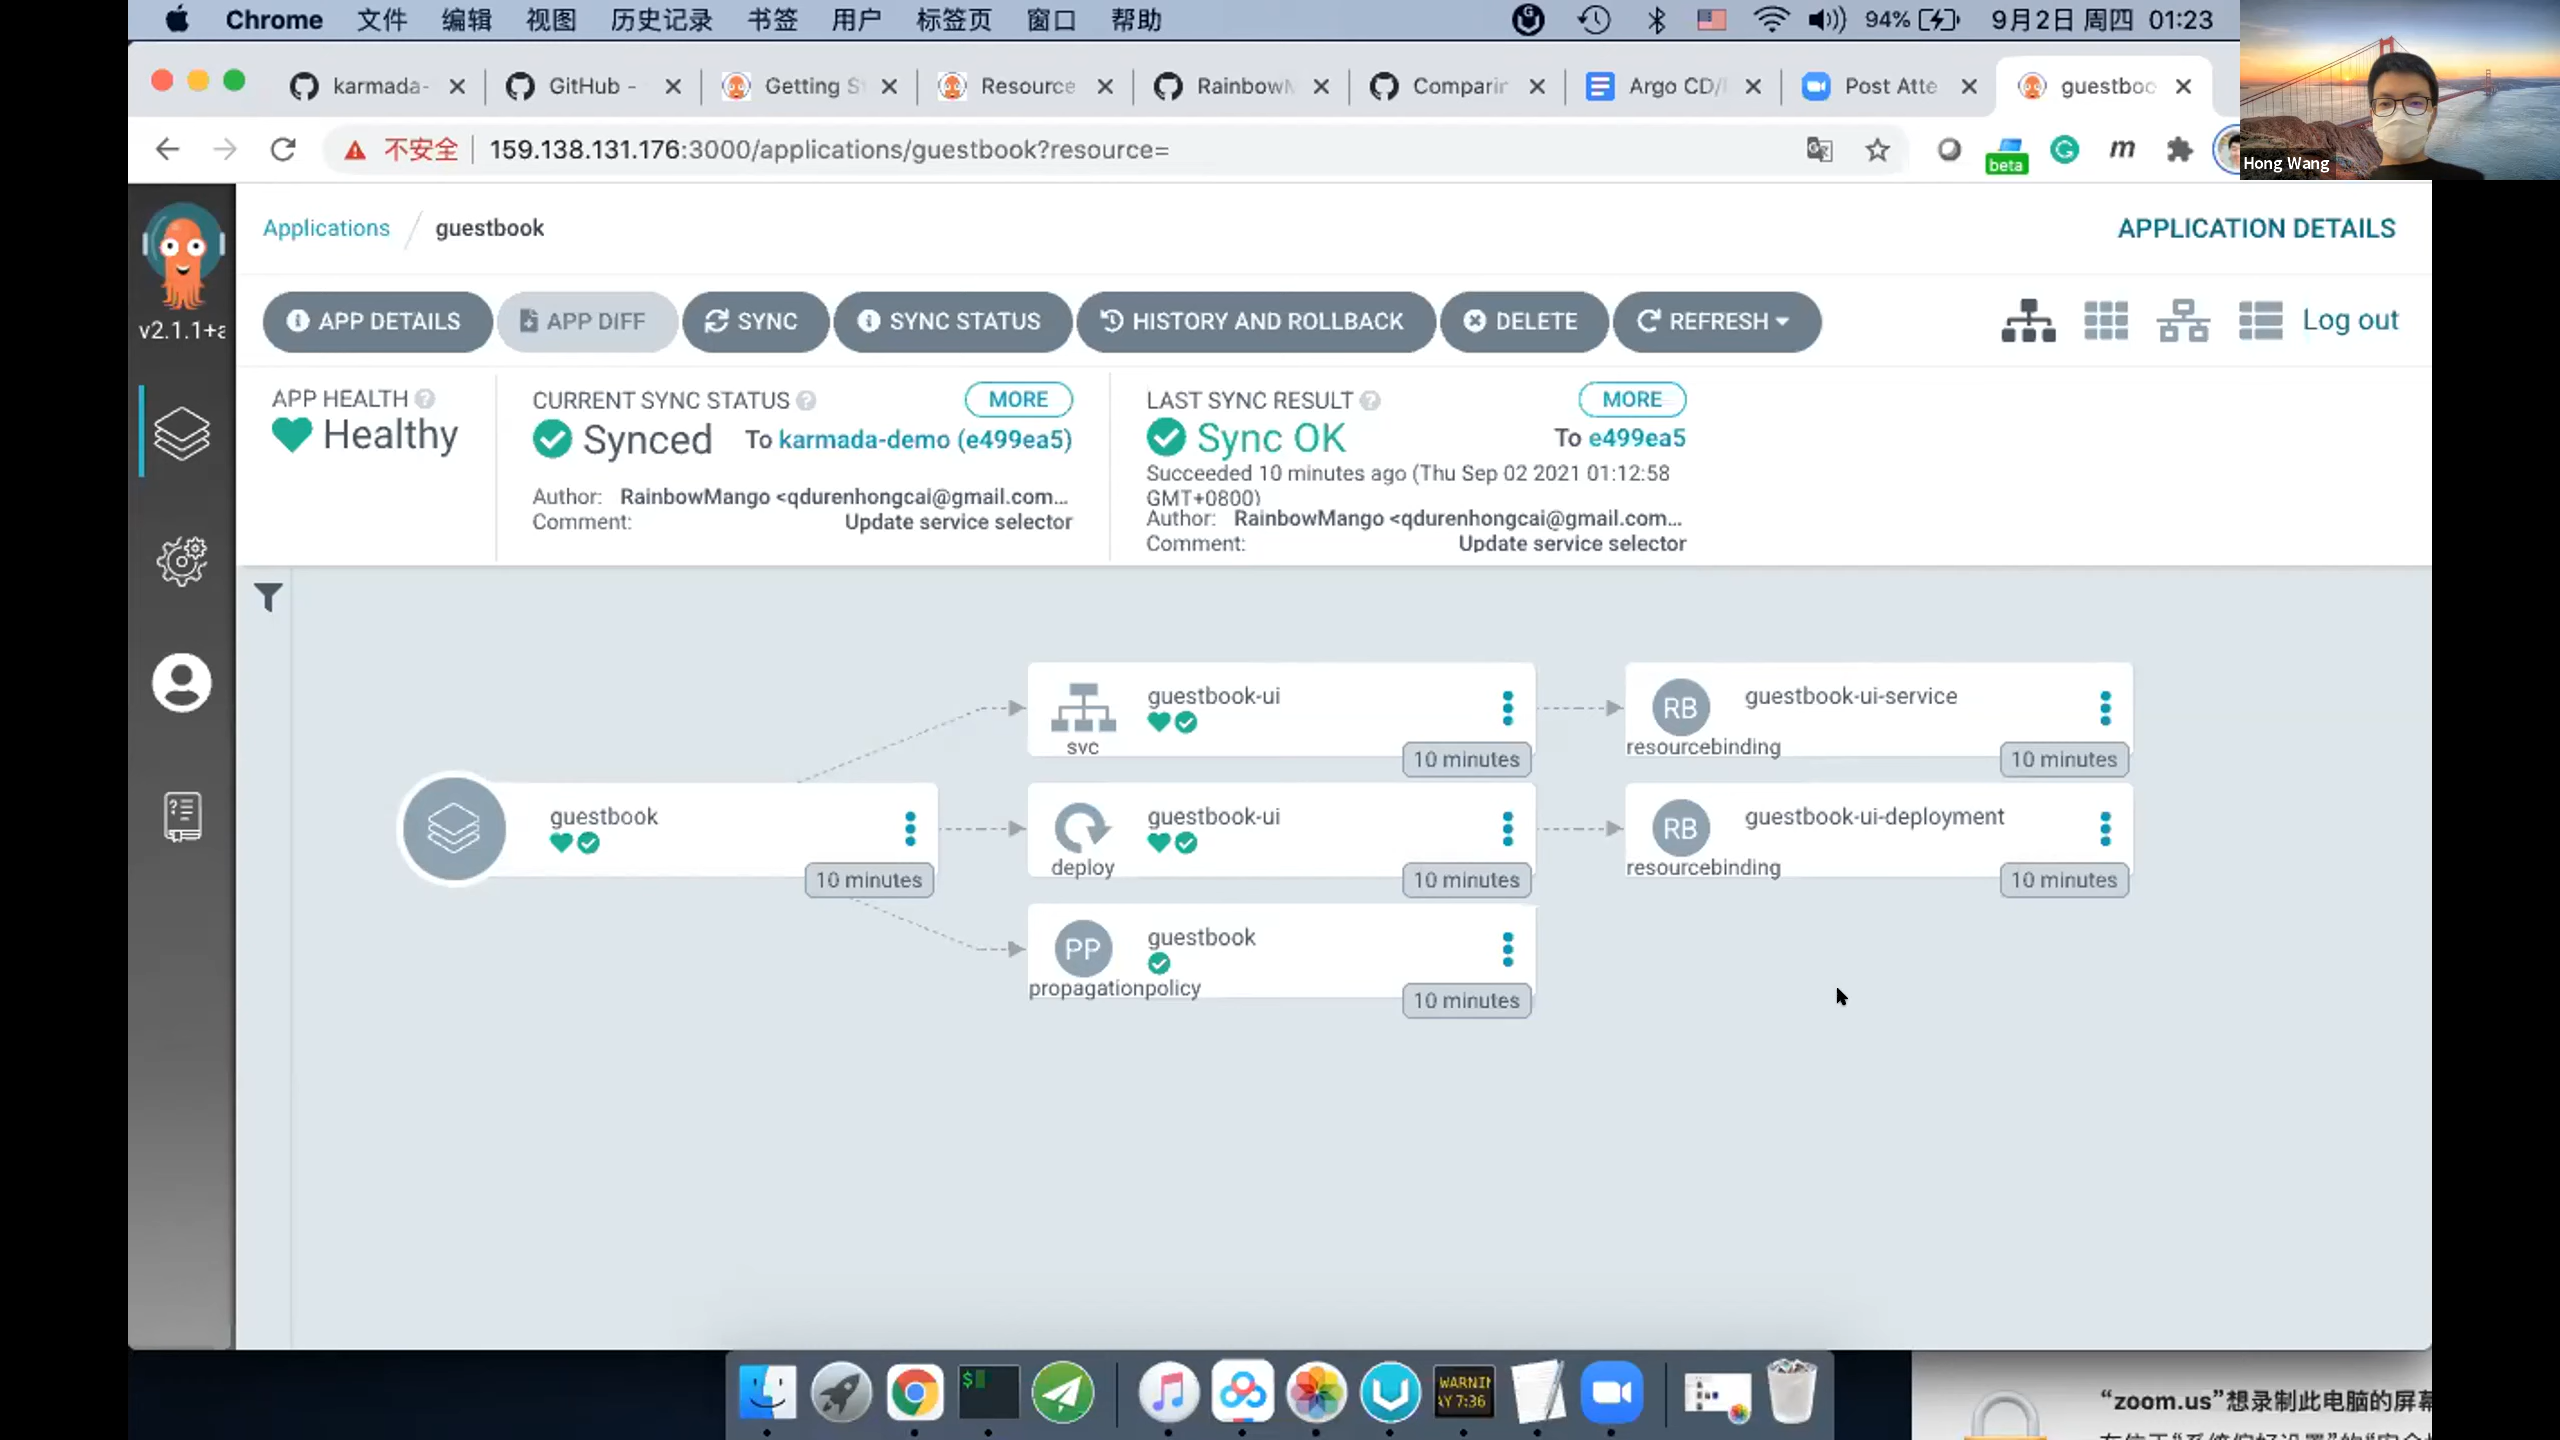 Chrome 文件 编辑 视图 历史记录 书签 用户 标签页 窗口 帮助 94% 9月2日 周四 01:23
karmada- GitHub - Getting S Resource Rainbow Comparin Argo CD/ Post Atte guestboo
不安全 159.138.131.176:3000/applications/guestbook?resource=
beta
Hong Wang
Applications / guestbook APPLICATION DETAILS
v2.1.1+a
APP DETAILS APP DIFF SYNC SYNC STATUS HISTORY AND ROLLBACK DELETE REFRESH Log out
APP HEALTH
Healthy
CURRENT SYNC STATUS MORE
Synced To karmada-demo (e499ea5)
Author: RainbowMango <qdurenhongcai@gmail.com...
Comment: Update service selector
LAST SYNC RESULT MORE
Sync OK To e499ea5
Succeeded 10 minutes ago (Thu Sep 02 2021 01:12:58
GMT+0800)
Author: RainbowMango <qdurenhongcai@gmail.com...
Comment: Update service selector
guestbook
10 minutes
guestbook-ui
svc
10 minutes
RB guestbook-ui-service
resourcebinding
10 minutes
guestbook-ui
deploy
10 minutes
RB guestbook-ui-deployment
resourcebinding
10 minutes
PP guestbook
propagationpolicy
10 minutes
WARNIN
AY 7:36
“zoom.us”想录制此电脑的屏幕